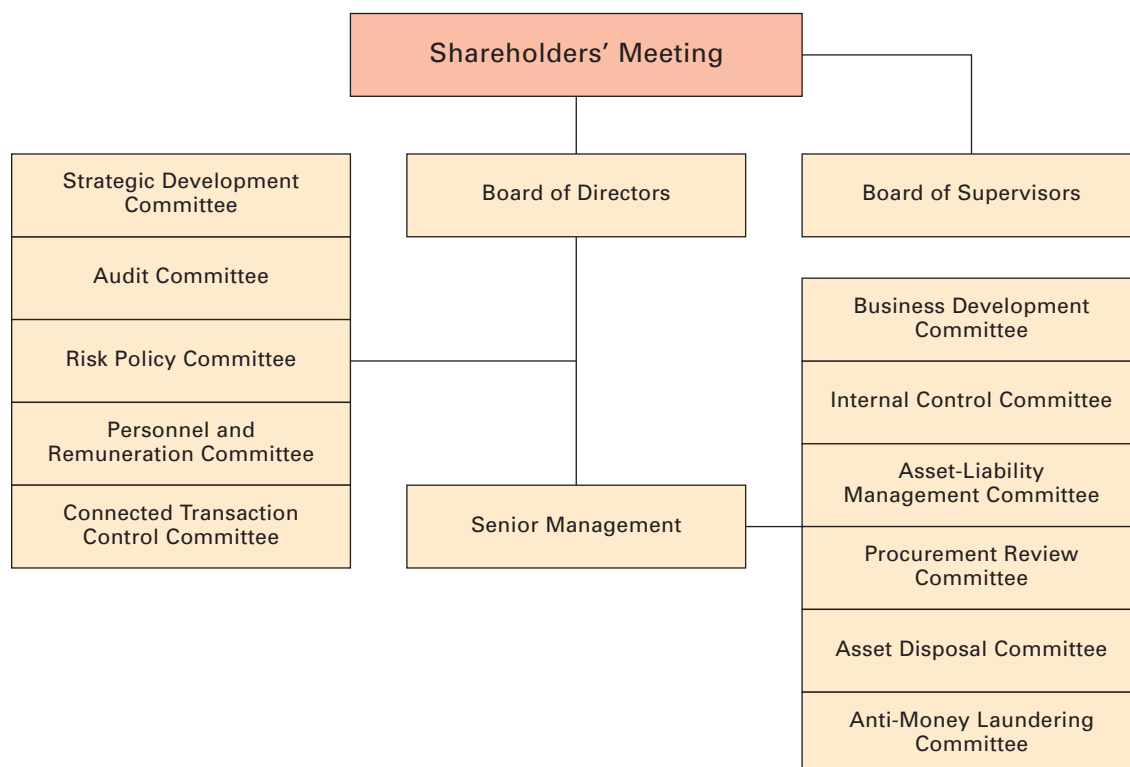 Shareholders’ Meeting
Strategic Development
Committee
Audit Committee
Risk Policy Committee
Personnel and
Remuneration Committee
Connected Transaction
Control Committee
Board of Directors
Senior Management
Board of Supervisors
Business Development
Committee
Internal Control Committee
Asset-Liability
Management Committee
Procurement Review
Committee
Asset Disposal Committee
Anti-Money Laundering
Committee